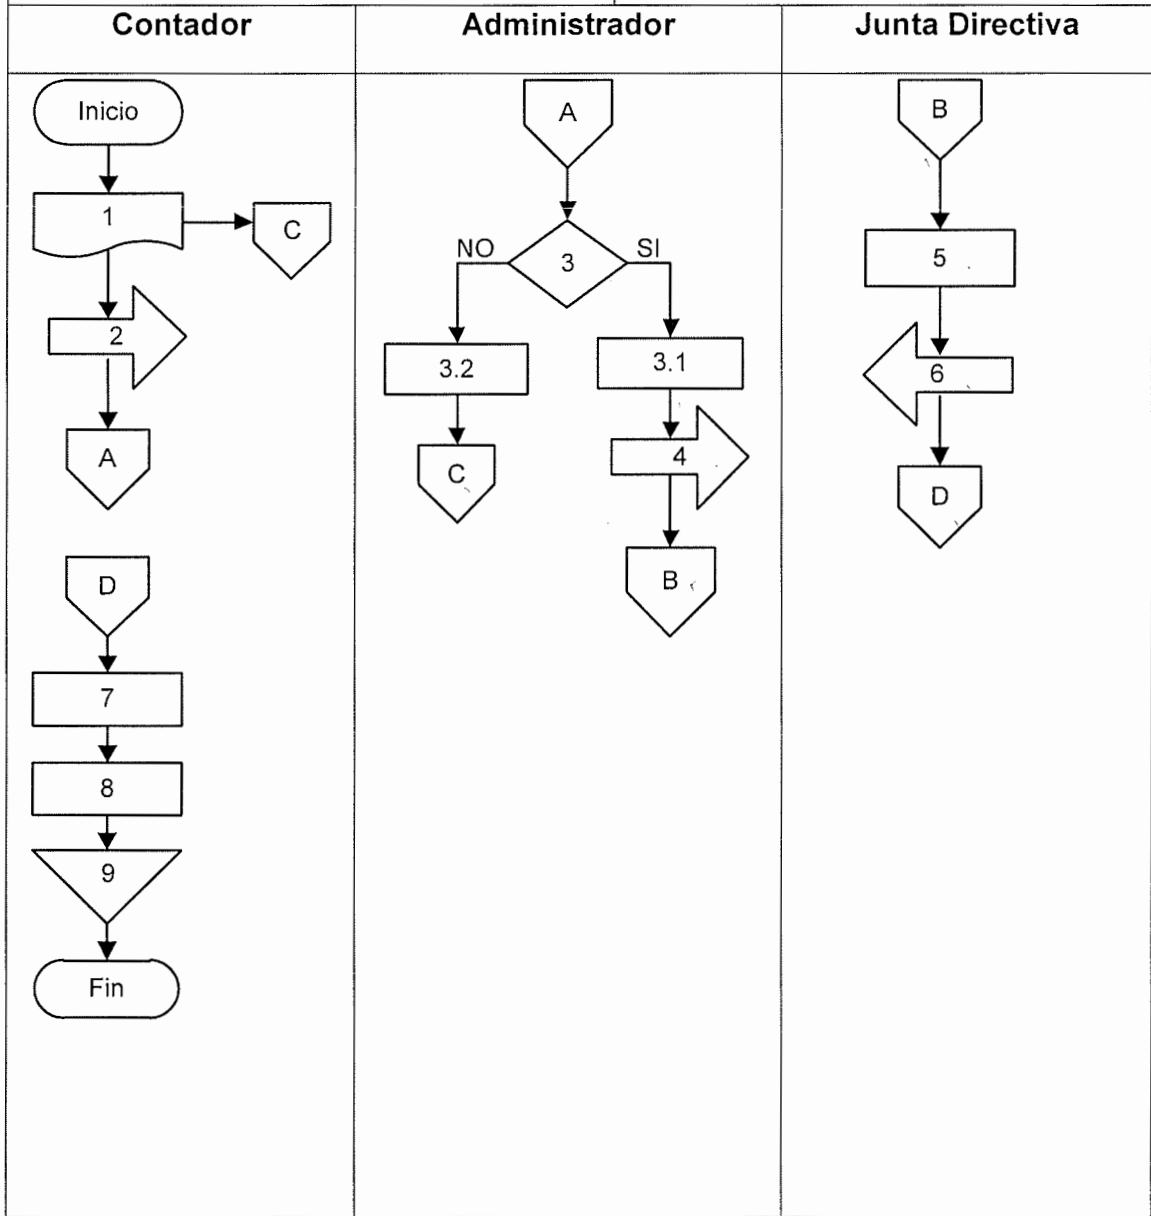 Contador
Administrador
Junta Directiva
Inicio
1
C
2
A
D
7
8
9
Fin
A
NO
3
SI
3.2
3.1
C
4
B
B
5
6
D